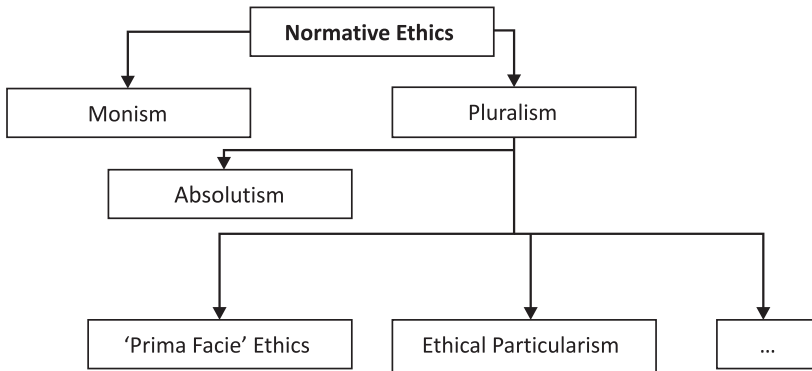 Normative Ethics
Monism
Pluralism
Absolutism
‘Prima Facie’ Ethics
Ethical Particularism
...